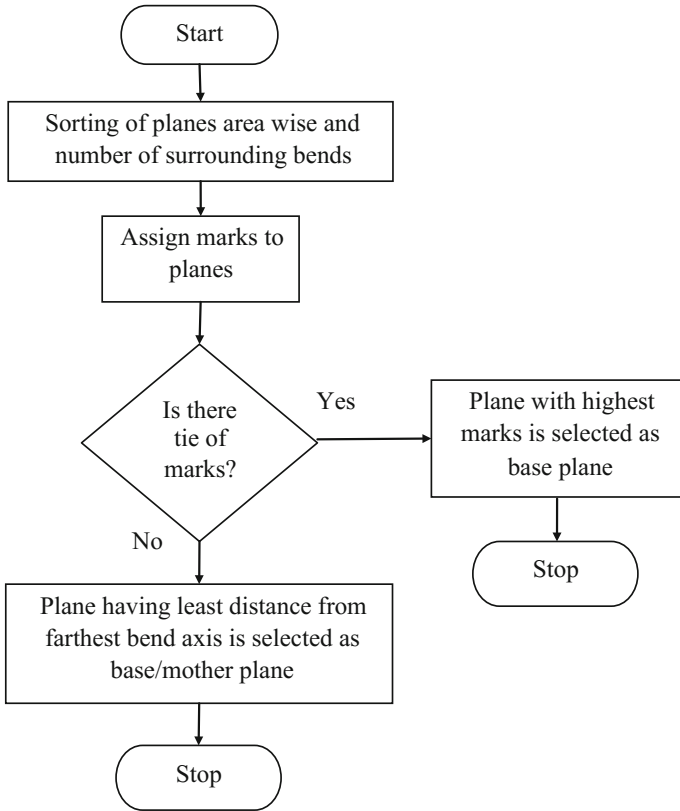 Start
Sorting of planes area wise and
number of surrounding bends
Assign marks to
planes
Is there
tie of
marks?
Yes
Plane with highest
marks is selected as
base plane
Stop
No
Plane having least distance from
farthest bend axis is selected as
base/mother plane
Stop